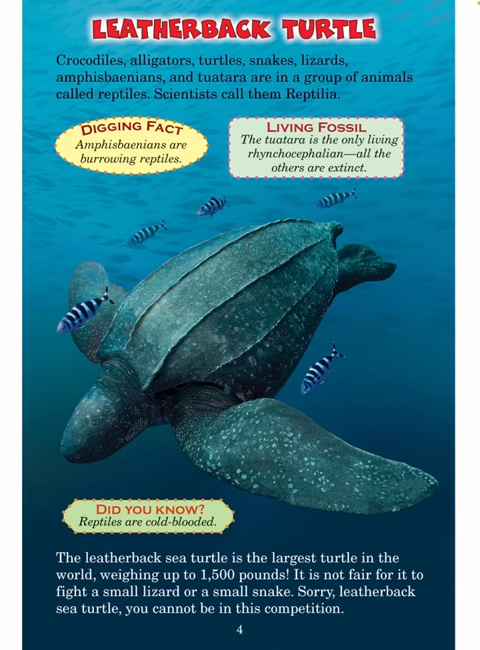 LEATHERBACK TURTLE
Crocodiles, alligators, turtles, snakes, lizards,
amphisbaenians, and tuatara are in a group of animals
called reptiles. Scientists call them Reptilia.
DIGGING FACT
Amphisbaenians are
burrowing reptiles.
LIVING FOSSIL
The tuatara is the only living
rhynchocephalian—all the
others are extinct.
DID YOU KNOW?
Reptiles are cold-blooded.
The leatherback sea turtle is the largest turtle in the
world, weighing up to 1,500 pounds! It is not fair for it to
fight a small lizard or a small snake. Sorry, leatherback
sea turtle, you cannot be in this competition.
4